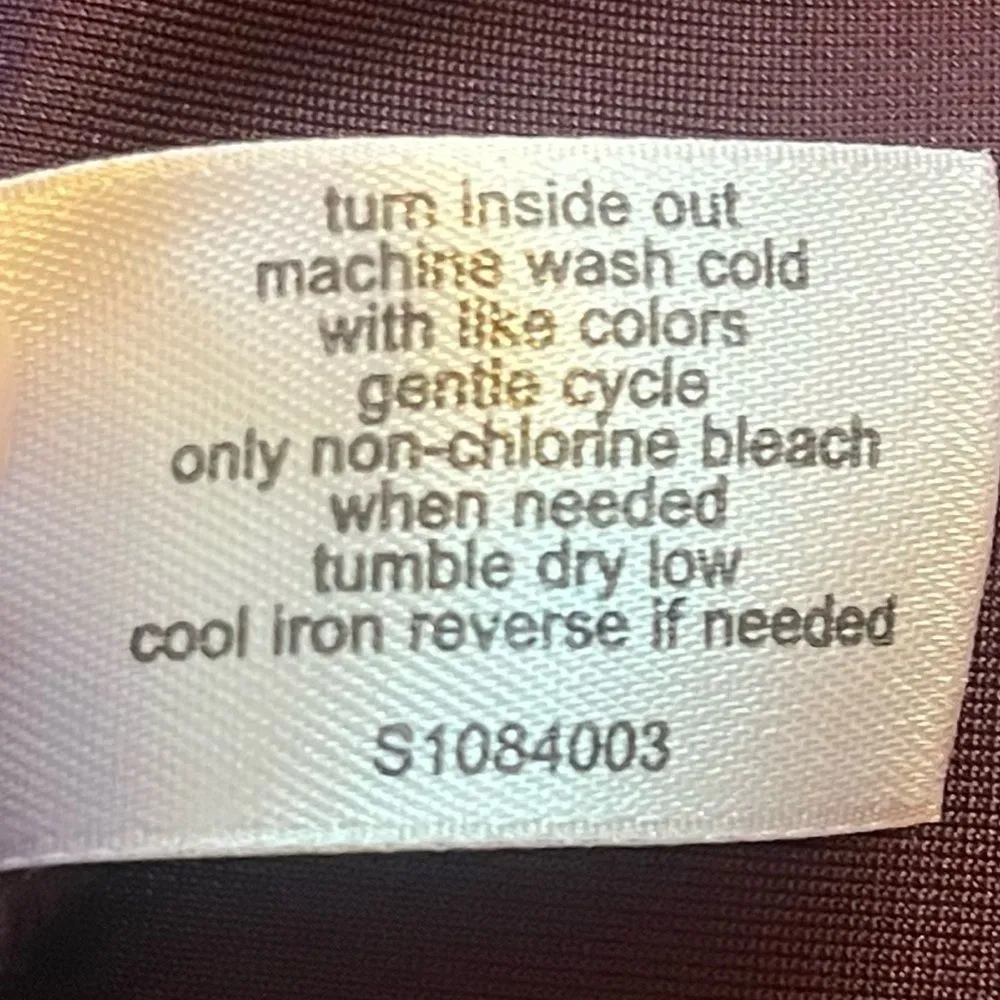 turn inside out
machine wash cold
with like colors
gentle cycle
only non-chlorine bleach
when needed
tumble dry low
cool iron reverse if needed
S1084003